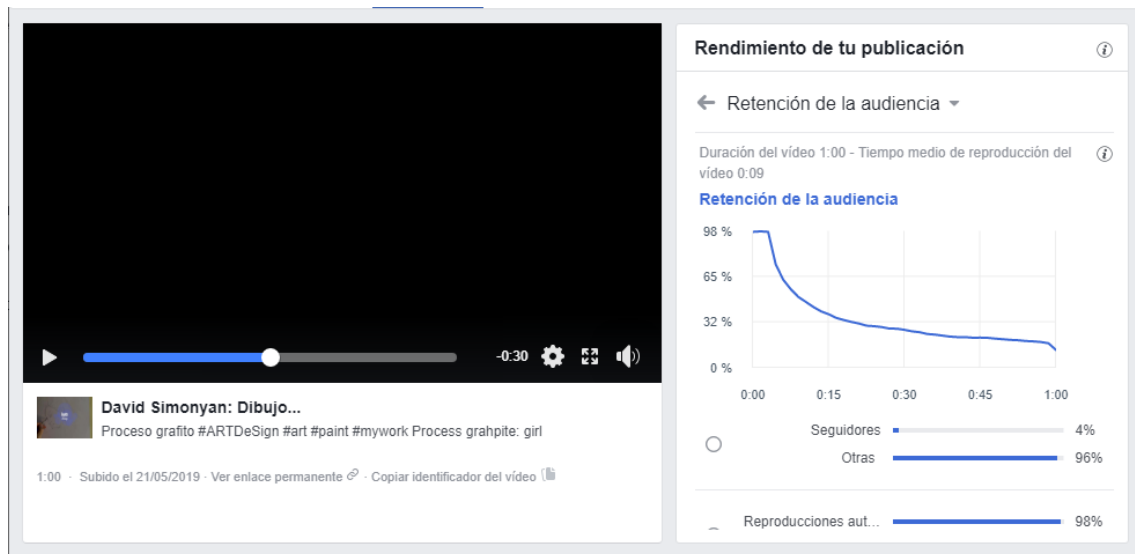 -0:30
David Simonyan: Dibujo...
Proceso grafito #ARTDeSign #art #paint #mywork Process grahpite: girl
1:00 · Subido el 21/05/2019 · Ver enlace permanente · Copiar identificador del vídeo
Rendimiento de tu publicación
Retención de la audiencia
Duración del vídeo 1:00 - Tiempo medio de reproducción del
vídeo 0:09
Retención de la audiencia
98 %
65 %
32 %
0 %
0:00 0:15 0:30 0:45 1:00
Seguidores 4%
Otras 96%
Reproducciones aut... 98%